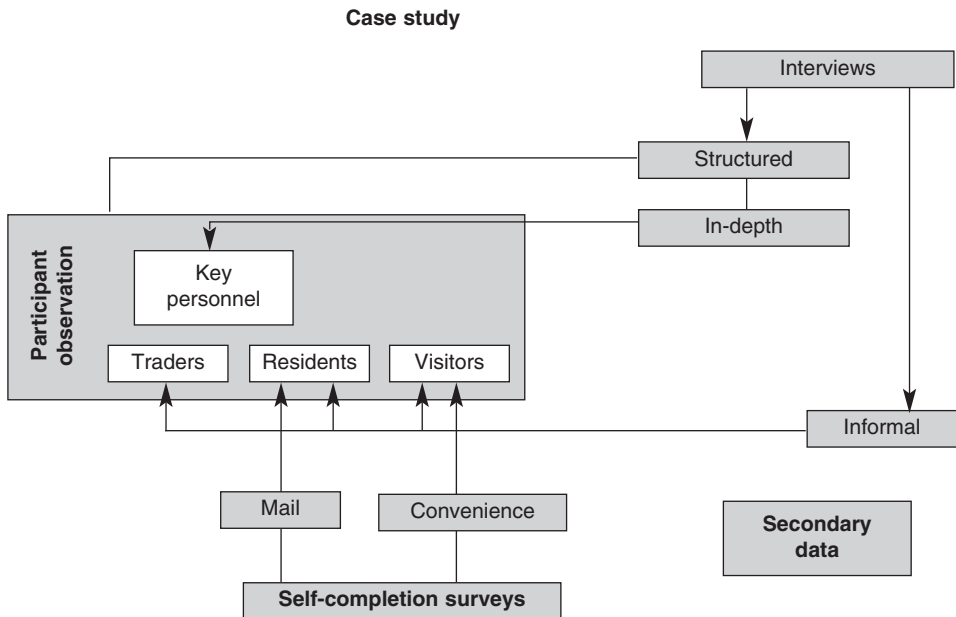 Case study
Interviews
Structured
In-depth
Participant
observation
Key
personnel
Traders
Residents
Visitors
Informal
Mail
Convenience
Secondary
data
Self-completion surveys